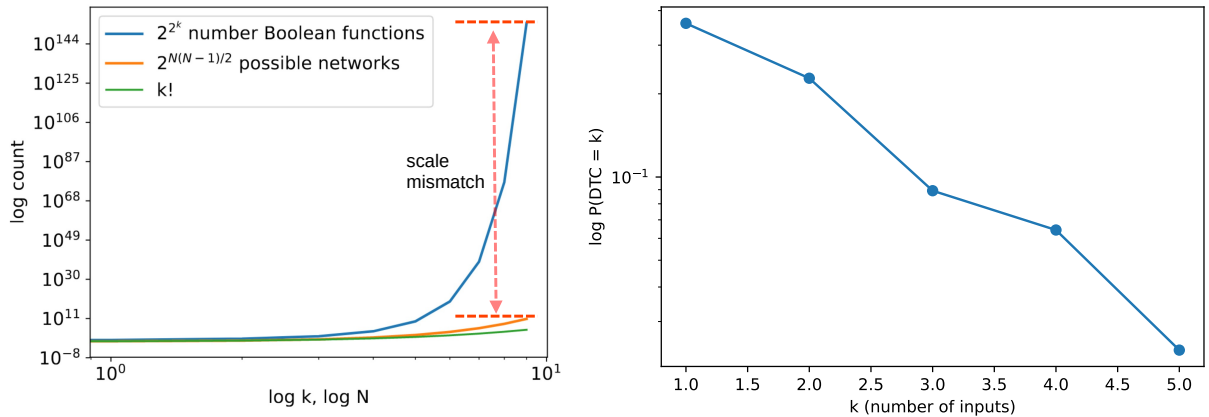 10^{144}
10^{125}
10^{106}
10^{87}
10^{68}
10^{49}
10^{30}
10^{11}
10^{-8}
log count
2^{2^k} number Boolean functions
2^{N(N−1)/2} possible networks
k!
scale
mismatch
10^0
10^1
log k, log N
log P(DTC = k)
10^{−1}
1.0 1.5 2.0 2.5 3.0 3.5 4.0 4.5 5.0
k (number of inputs)